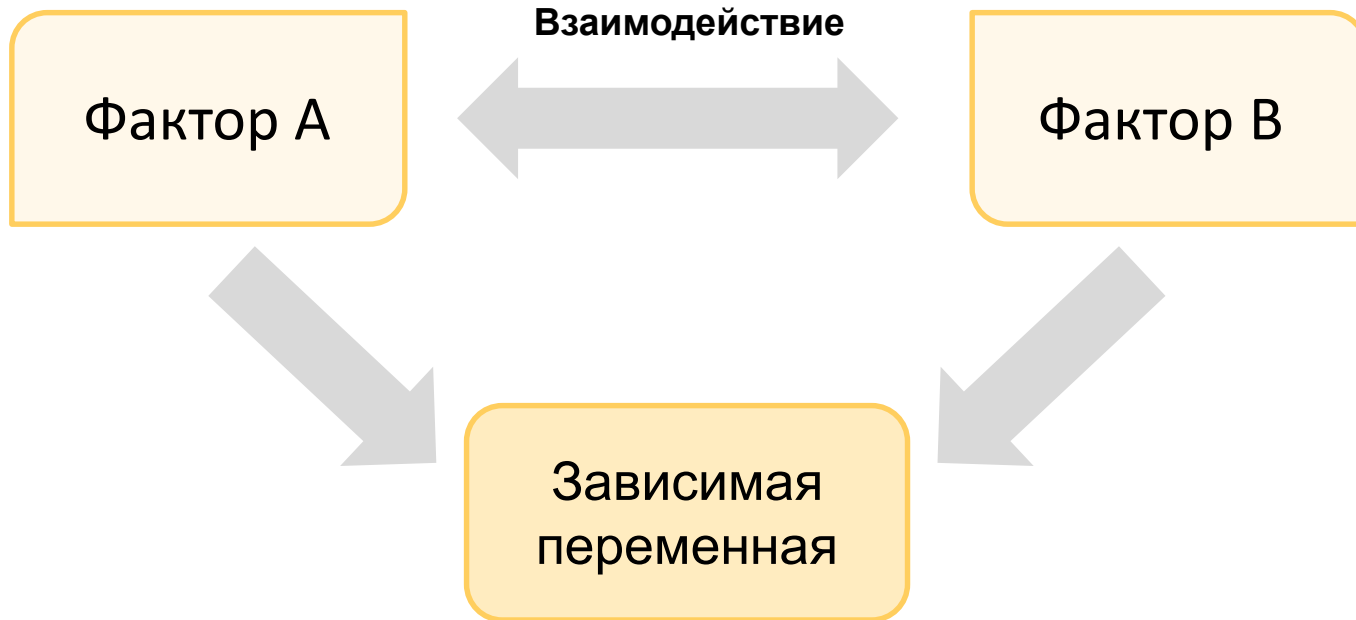 Взаимодействие
Фактор А
Фактор В
Зависимая
переменная